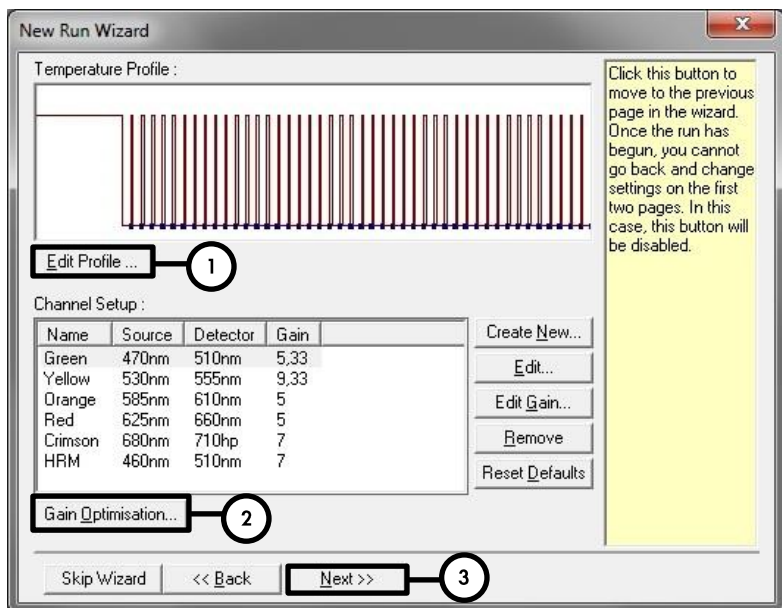 New Run Wizard
Temperature Profile :
Edit Profile ...
1
Channel Setup :
Name Source Detector Gain
Green 470nm 510nm 5,33
Yellow 530nm 555nm 9,33
Orange 585nm 610nm 5
Red 625nm 660nm 5
Crimson 680nm 710hp 7
HRM 460nm 510nm 7
Create New...
Edit...
Edit Gain...
Remove
Reset Defaults
Gain Optimisation...
2
Skip Wizard
<< Back
Next >>
3
Click this button to
move to the previous
page in the wizard.
Once the run has
begun, you cannot
go back and change
settings on the first
two pages. In this
case, this button will
be disabled.